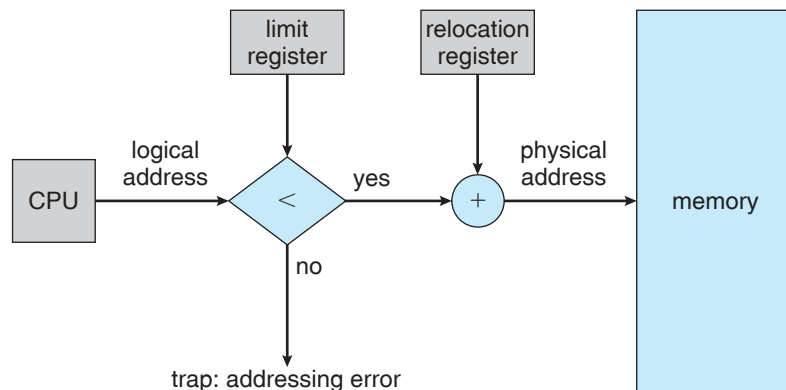 limit
register
relocation
register
logical
address
yes
physical
address
CPU
<
+
memory
no
trap: addressing error